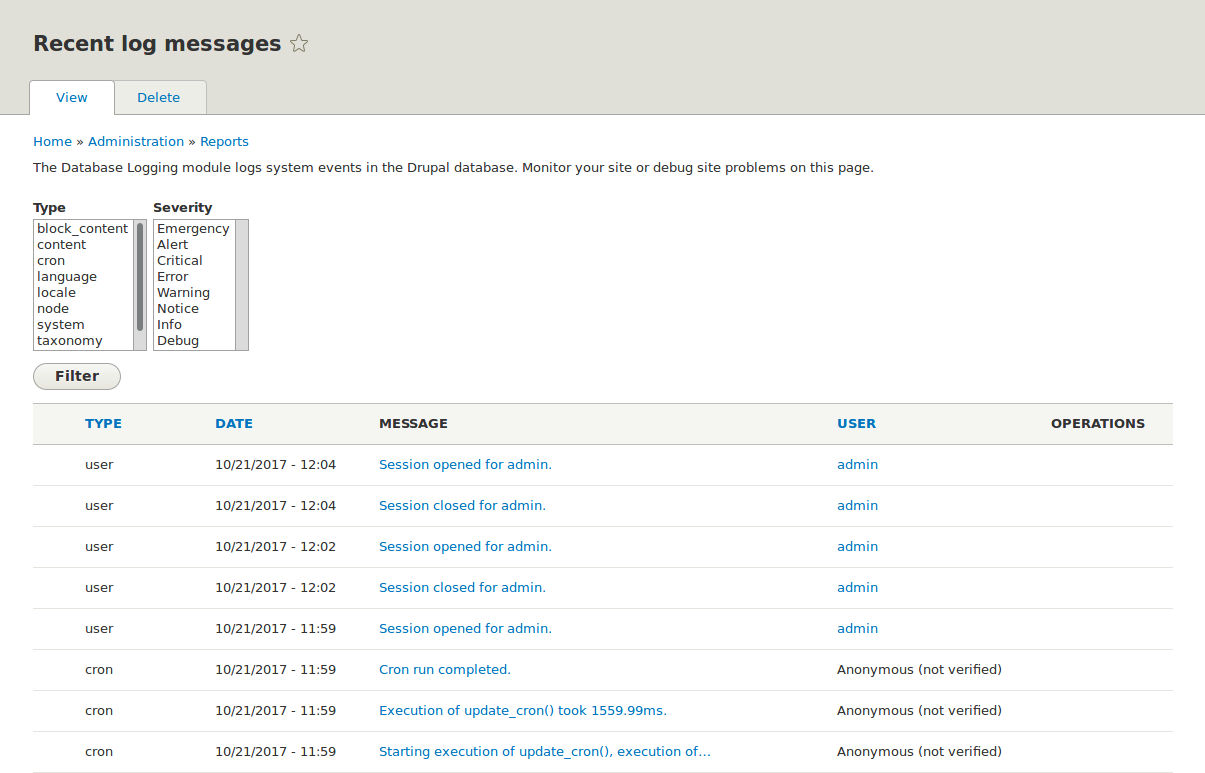 Recent log messages
View Delete
Home » Administration » Reports
The Database Logging module logs system events in the Drupal database. Monitor your site or debug site problems on this page.
Type Severity
block_content Emergency
content Alert
cron Critical
language Error
locale Warning
node Notice
system Info
taxonomy Debug
Filter
TYPE DATE MESSAGE USER OPERATIONS
user 10/21/2017 - 12:04 Session opened for admin. admin
user 10/21/2017 - 12:04 Session closed for admin. admin
user 10/21/2017 - 12:02 Session opened for admin. admin
user 10/21/2017 - 12:02 Session closed for admin. admin
user 10/21/2017 - 11:59 Session opened for admin. admin
cron 10/21/2017 - 11:59 Cron run completed. Anonymous (not verified)
cron 10/21/2017 - 11:59 Execution of update_cron() took 1559.99ms. Anonymous (not verified)
cron 10/21/2017 - 11:59 Starting execution of update_cron(), execution of… Anonymous (not verified)